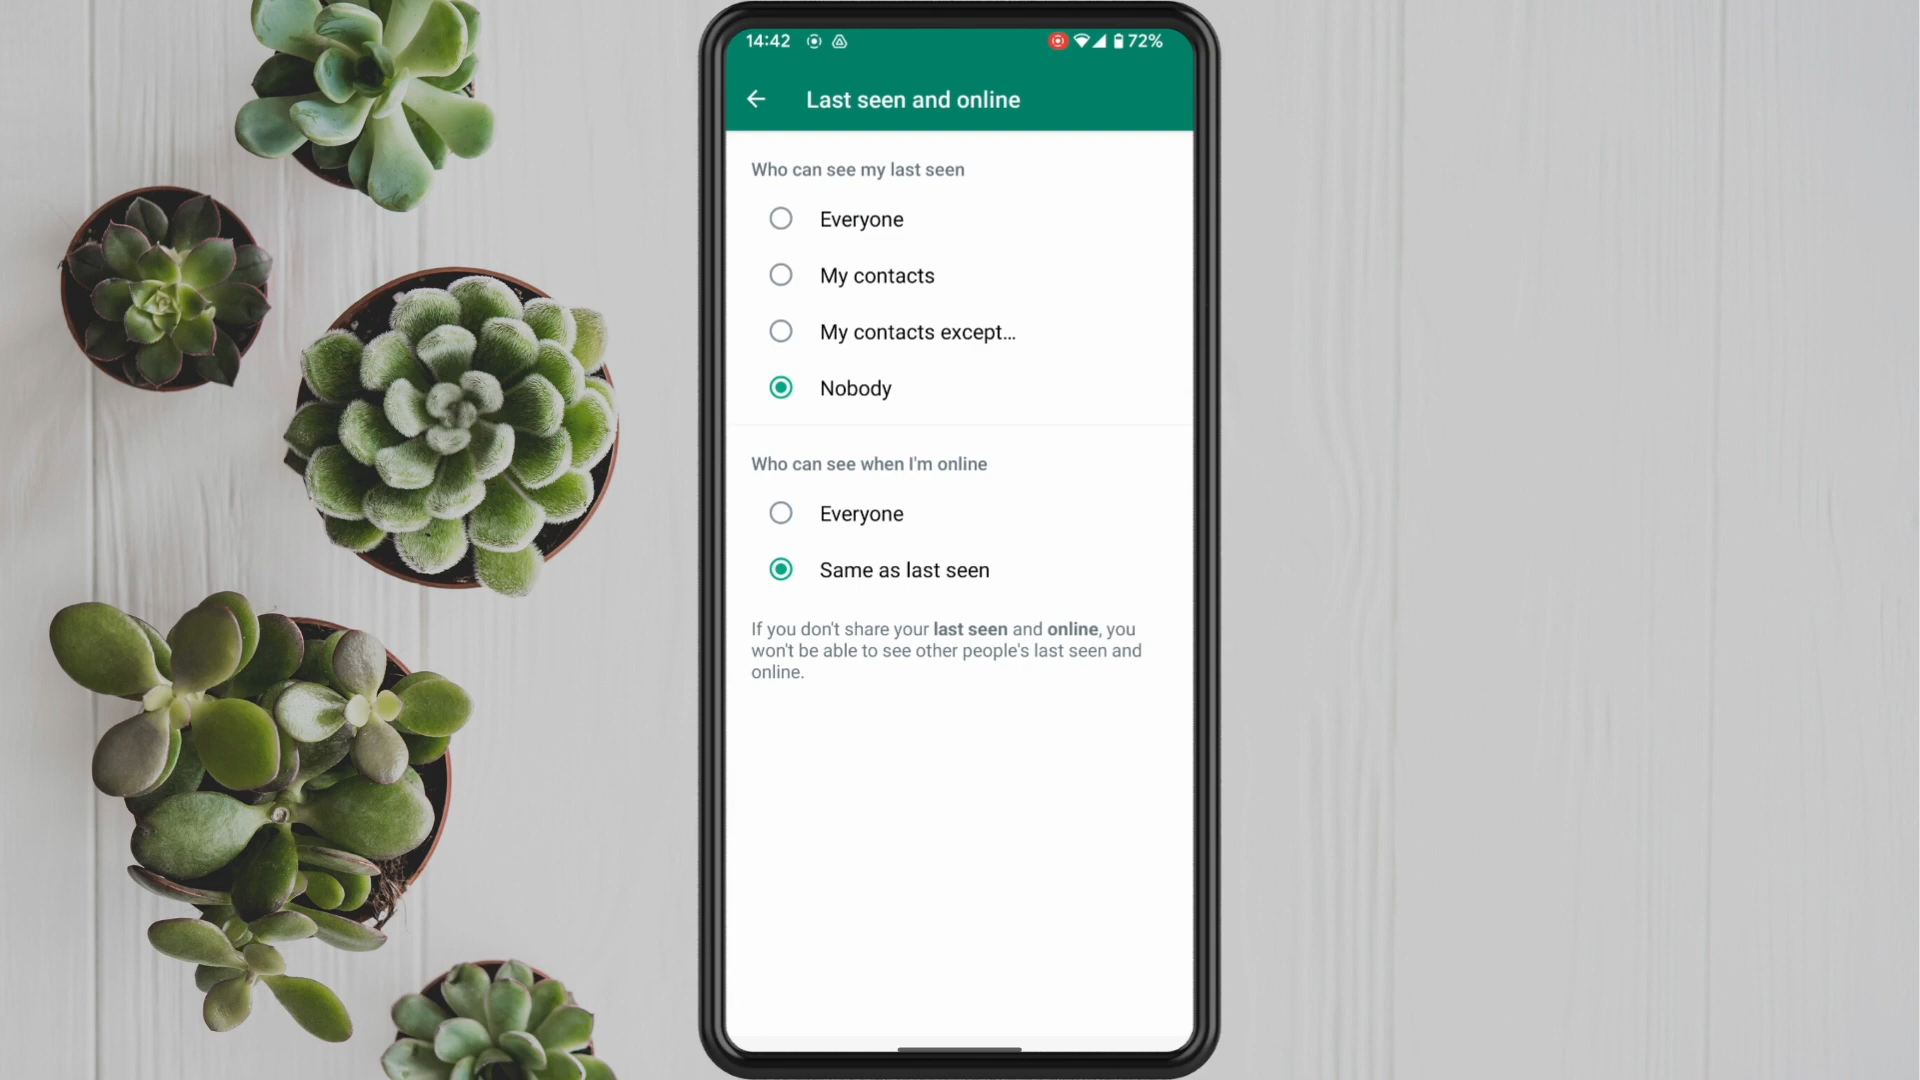 14:42 72%
Last seen and online
Who can see my last seen
Everyone
My contacts
My contacts except...
Nobody
Who can see when I'm online
Everyone
Same as last seen
If you don't share your last seen and online, you
won't be able to see other people's last seen and
online.